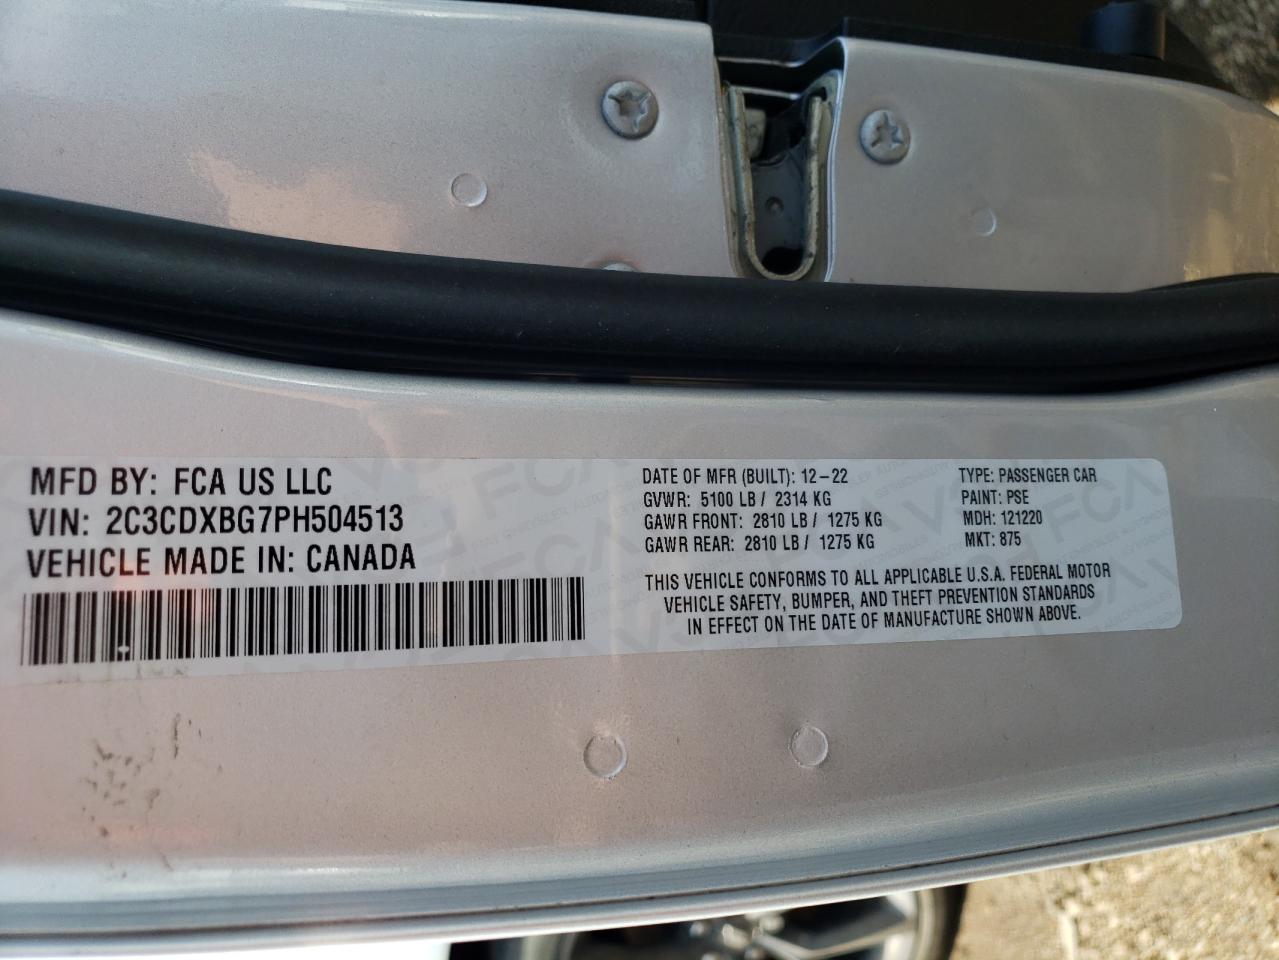 MFD BY: FCA US LLC
VIN: 2C3CDXBG7PH504513
VEHICLE MADE IN: CANADA
DATE OF MFR (BUILT): 12-22
GVWR: 5100 LB / 2314 KG
GAWR FRONT: 2810 LB / 1275 KG
GAWR REAR: 2810 LB / 1275 KG
TYPE: PASSENGER CAR
PAINT: PSE
MDH: 121220
MKT: 875
THIS VEHICLE CONFORMS TO ALL APPLICABLE U.S.A. FEDERAL MOTOR
VEHICLE SAFETY, BUMPER, AND THEFT PREVENTION STANDARDS
IN EFFECT ON THE DATE OF MANUFACTURE SHOWN ABOVE.